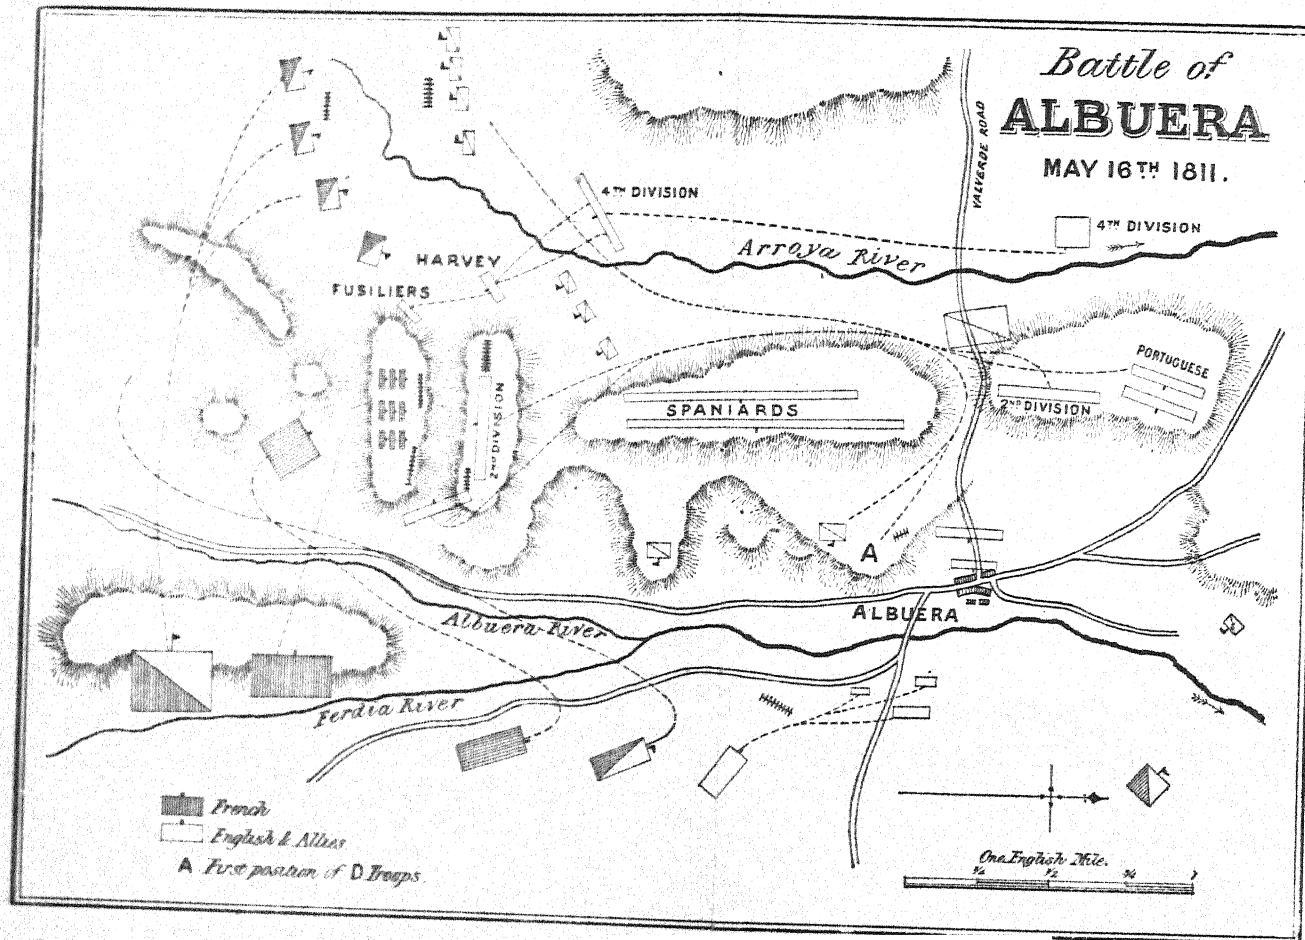 Battle of
ALBUERA
MAY 16TH 1811.
VALVERDE ROAD
4TH DIVISION
4TH DIVISION
Arroya River
HARVEY
FUSILIERS
PORTUGUESE
2ND DIVISION
SPANIARDS
2ND DIVISION
A
ALBUERA
Albuera River
Ferdia River
French
English & Allies
A First position of D Troops.
One English Mile.
1/4 1/2 3/4 1